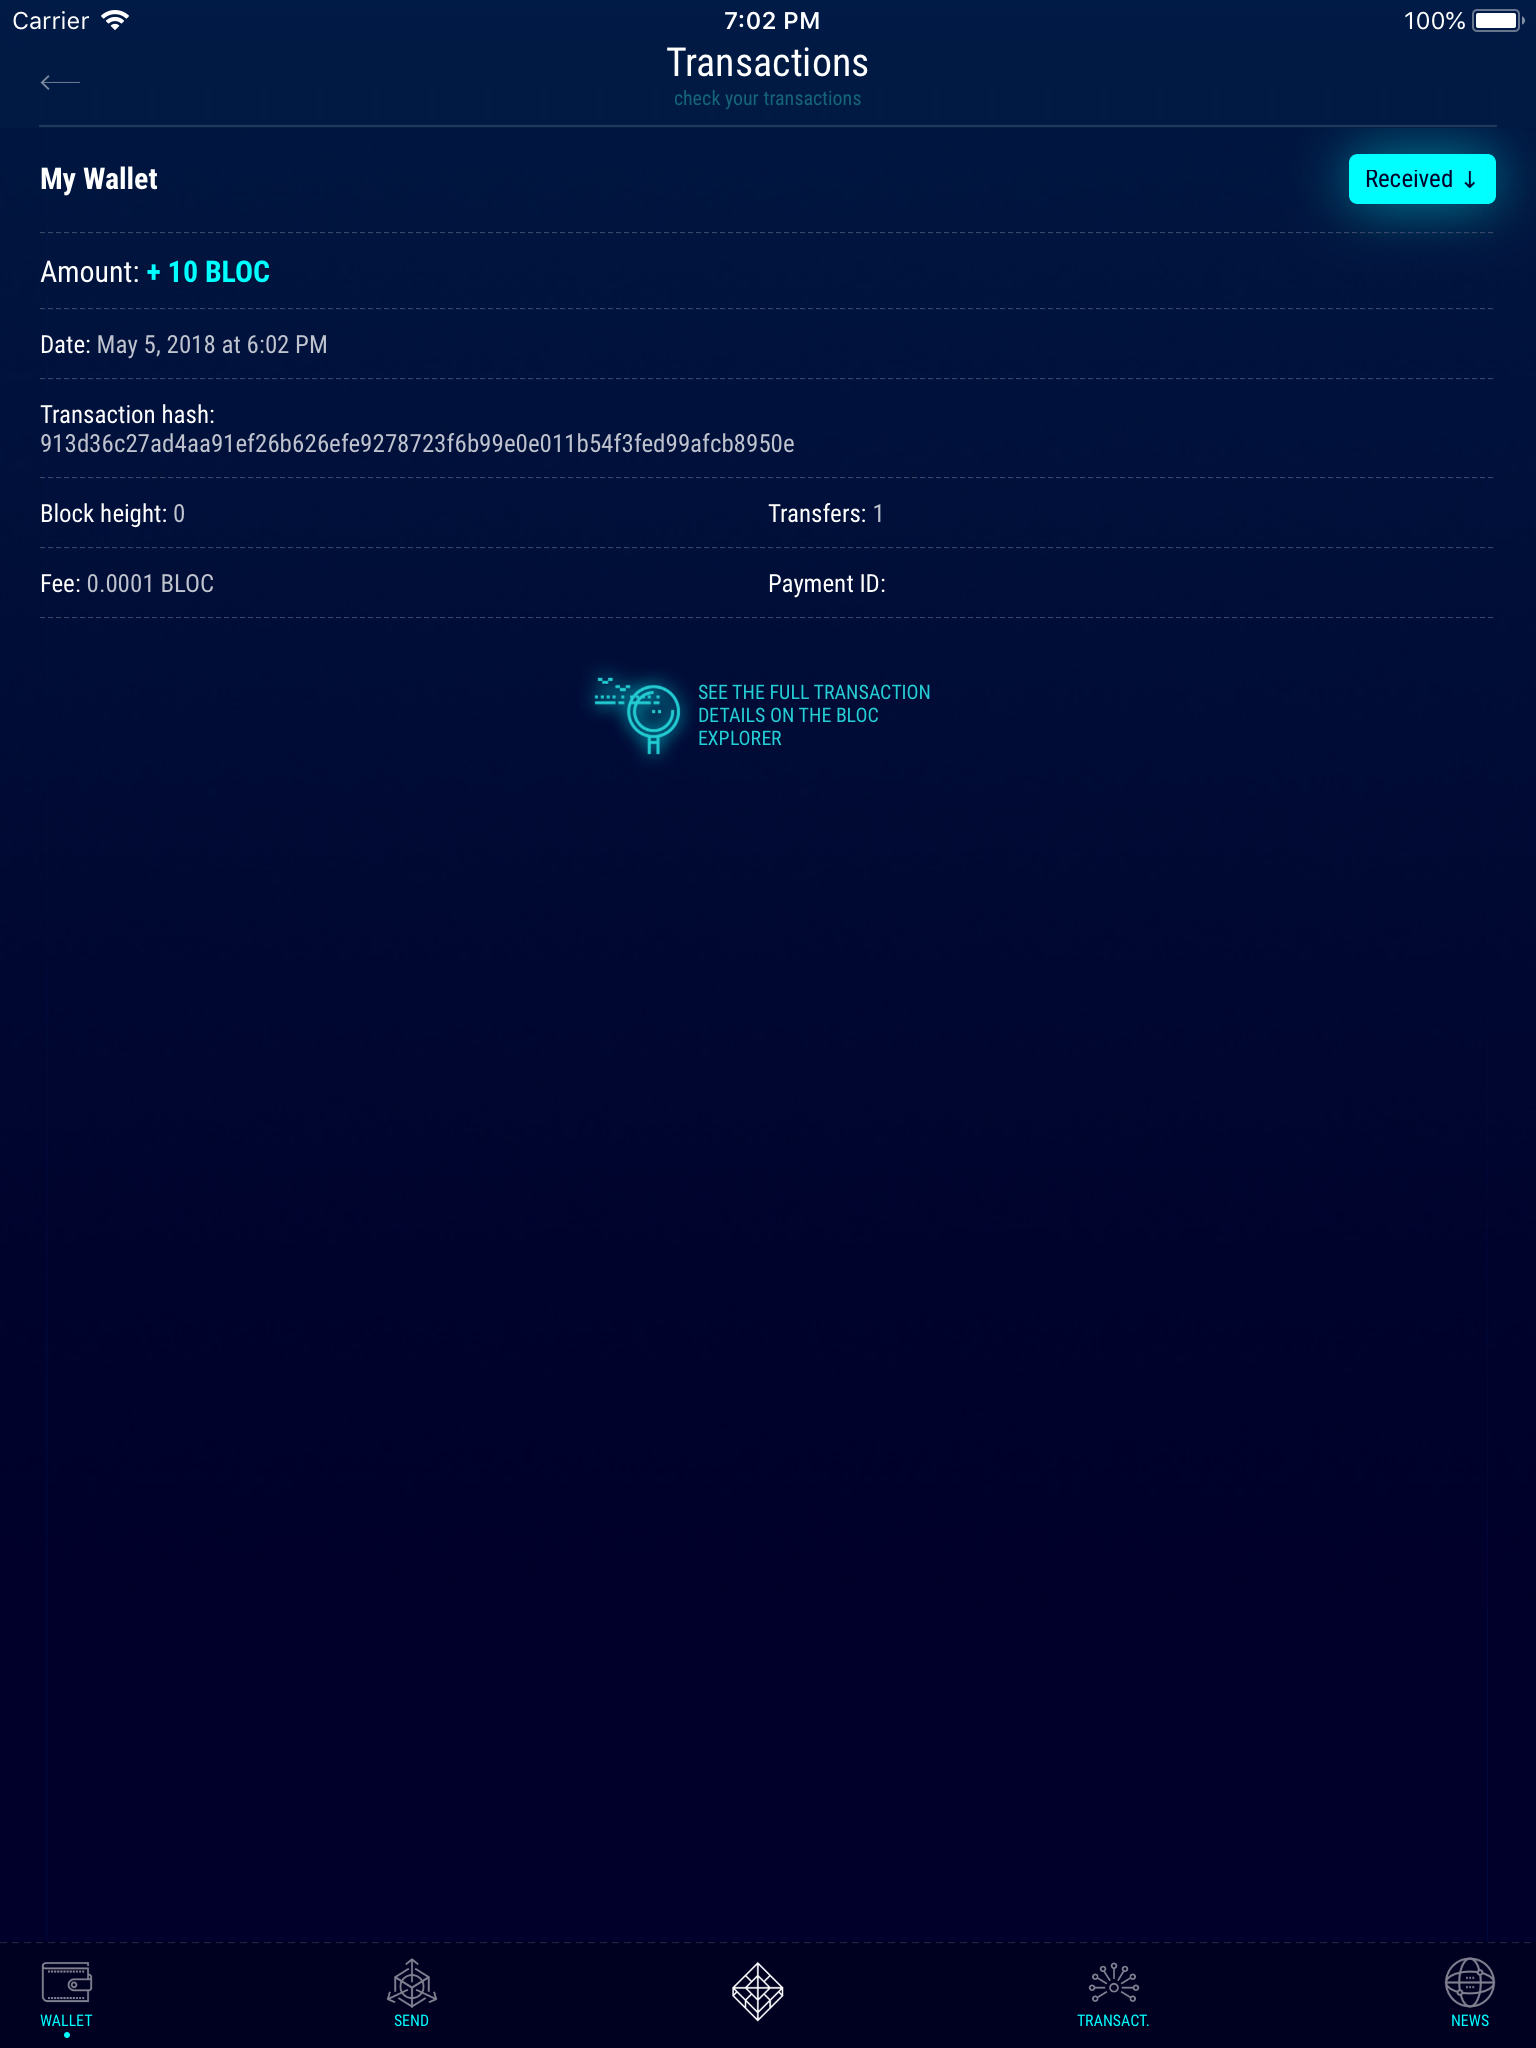 Carrier 7:02 PM 100%
Transactions
check your transactions
My Wallet Received ↓
Amount: + 10 BLOC
Date: May 5, 2018 at 6:02 PM
Transaction hash:
913d36c27ad4aa91ef26b626efe9278723f6b99e0e011b54f3fed99afcb8950e
Block height: 0 Transfers: 1
Fee: 0.0001 BLOC Payment ID:
SEE THE FULL TRANSACTION
DETAILS ON THE BLOC
EXPLORER
WALLET SEND TRANSACT. NEWS